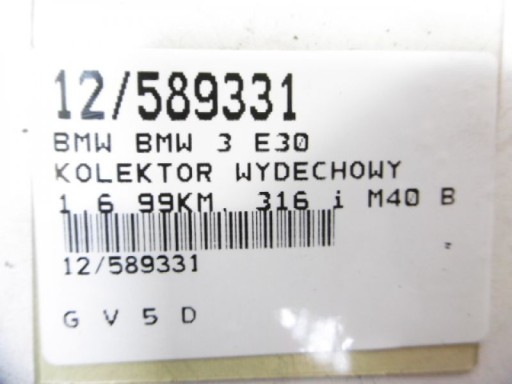 12/589331
BMW BMW 3 E30
KOLEKTOR WYDECHOWY
1 6 99KM. 316 i M40 B
12/589331
G V 5 D